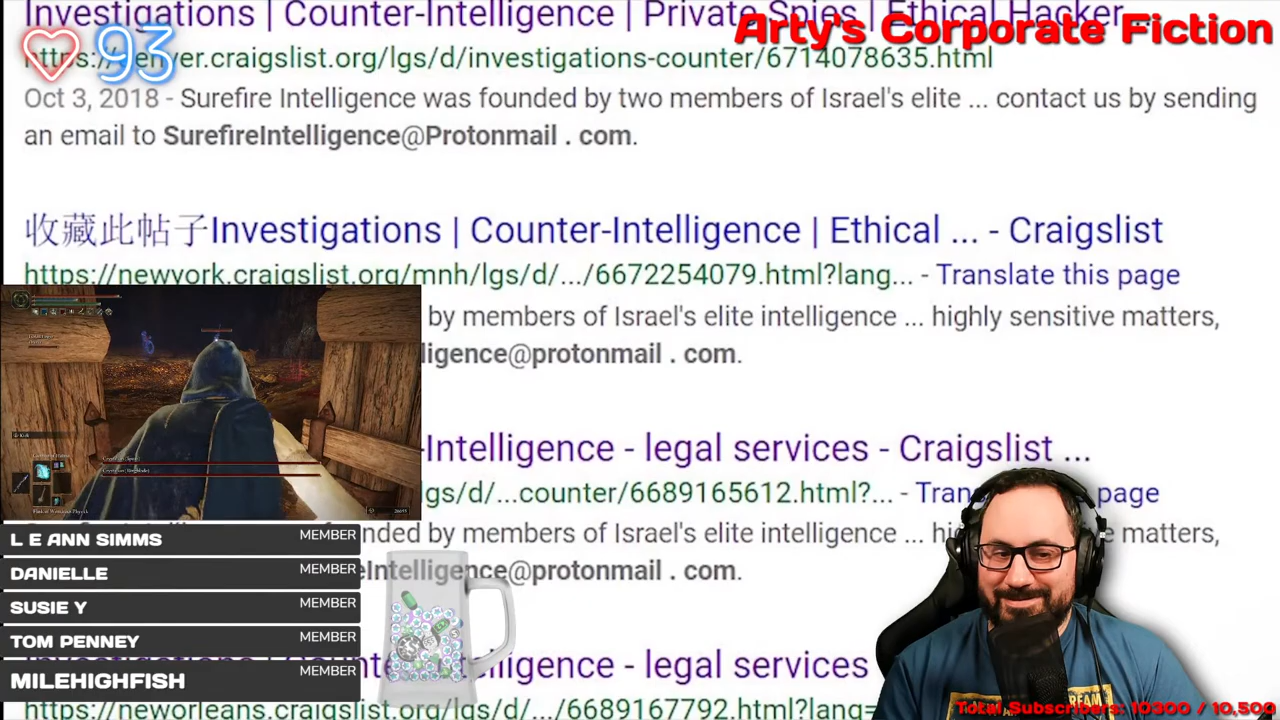 Investigations | Counter-Intelligence | Private Spies | Ethical Hacker...
Arty's Corporate Fiction
93
https://denver.craigslist.org/lgs/d/investigations-counter/6714078635.html
Oct 3, 2018 - Surefire Intelligence was founded by two members of Israel's elite ... contact us by sending
an email to SurefireIntelligence@Protonmail . com.
收藏此帖子Investigations | Counter-Intelligence | Ethical ... - Craigslist
https://newyork.craigslist.org/mnh/lgs/d/.../6672254079.html?lang... - Translate this page
by members of Israel's elite intelligence ... highly sensitive matters,
ligence@protonmail . com.
-Intelligence - legal services - Craigslist ...
gs/d/...counter/6689165612.html?... - Tran page
nded by members of Israel's elite intelligence ... matters,
eIntelligence@protonmail . com.
L E ANN SIMMS MEMBER
DANIELLE MEMBER
SUSIE Y MEMBER
TOM PENNEY MEMBER
MILEHIGHFISH MEMBER
Investigations | Counter-Intelligence - legal services
https://neworleans.craigslist.org/lgs/d/.../6689167792.html?lang=
DREAM
Total Subscribers: 10300 / 10,500